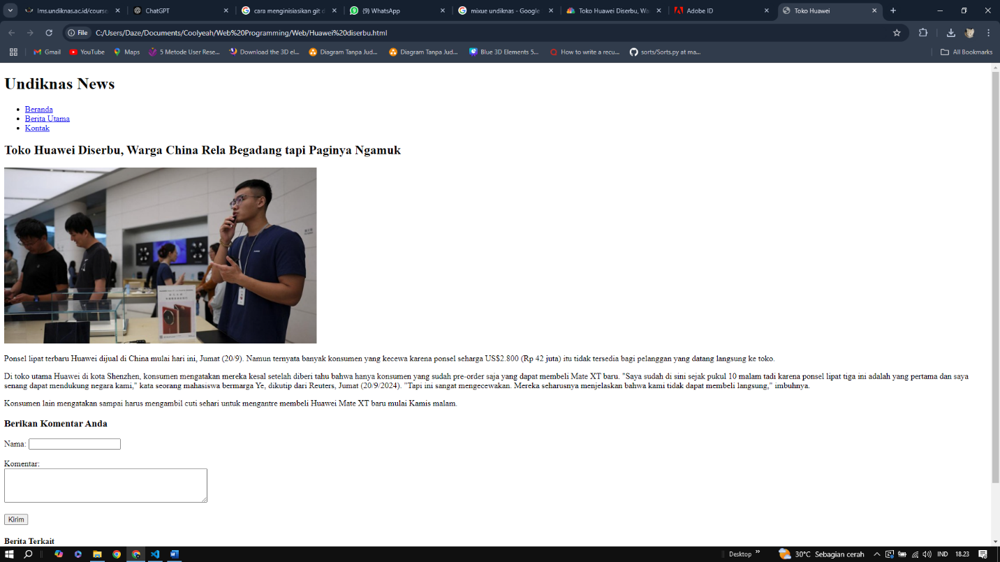 lms.undiknas.ac.id/course
ChatGPT
cara menginisiasikan git d
(9) WhatsApp
mixue undiknas - Google
Toko Huawei Diserbu, Wa
Adobe ID
Toko Huawei
File
C:/Users/Daze/Documents/Coolyeah/Web%20Programming/Web/Huawei%20diserbu.html
Gmail
YouTube
Maps
5 Metode User Rese...
Download the 3D el...
Diagram Tanpa Jud...
Diagram Tanpa Jud...
Blue 3D Elements 5...
How to write a recu...
sorts/Sorts.py at ma...
All Bookmarks
Undiknas News
Beranda
Berita Utama
Kontak
Toko Huawei Diserbu, Warga China Rela Begadang tapi Paginya Ngamuk
Ponsel lipat terbaru Huawei dijual di China mulai hari ini, Jumat (20/9). Namun ternyata banyak konsumen yang kecewa karena ponsel seharga US$2.800 (Rp 42 juta) itu tidak tersedia bagi pelanggan yang datang langsung ke toko.
Di toko utama Huawei di kota Shenzhen, konsumen mengatakan mereka kesal setelah diberi tahu bahwa hanya konsumen yang sudah pre-order saja yang dapat membeli Mate XT baru. "Saya sudah di sini sejak pukul 10 malam tadi karena ponsel lipat tiga ini adalah yang pertama dan saya
senang dapat mendukung negara kami," kata seorang mahasiswa bermarga Ye, dikutip dari Reuters, Jumat (20/9/2024). "Tapi ini sangat mengecewakan. Mereka seharusnya menjelaskan bahwa kami tidak dapat membeli langsung," imbuhnya.
Konsumen lain mengatakan sampai harus mengambil cuti sehari untuk mengantre membeli Huawei Mate XT baru mulai Kamis malam.
Berikan Komentar Anda
Nama:
Komentar:
Kirim
Berita Terkait
Desktop
30°C Sebagian cerah
IND
18.23